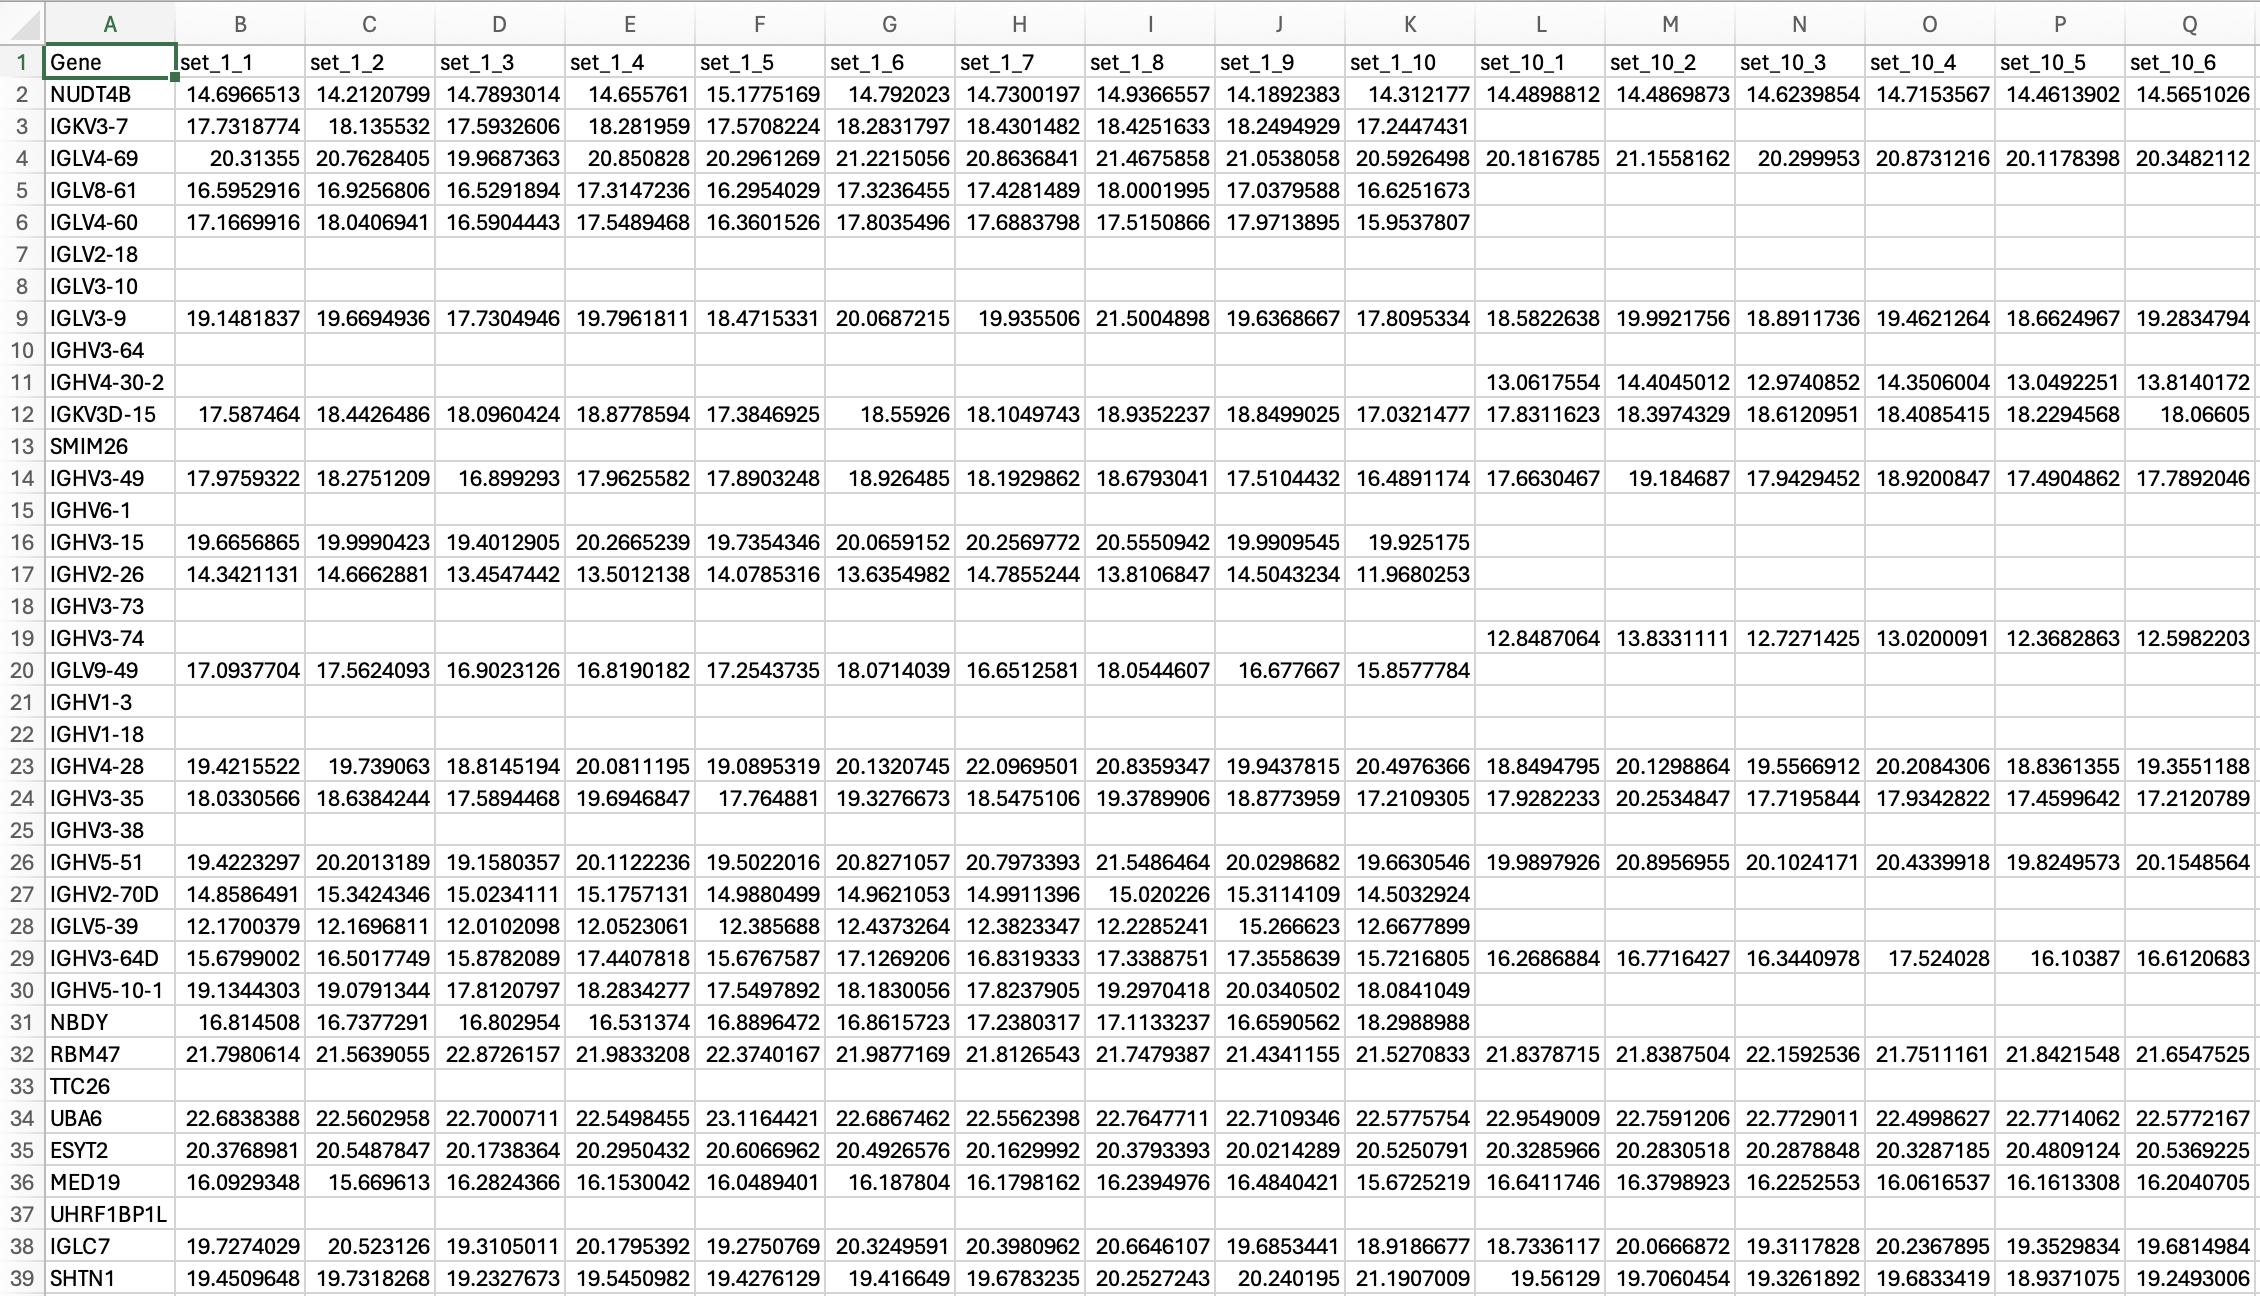 A B C D E F G H I J K L M N O P Q
1 Gene set_1_1 set_1_2 set_1_3 set_1_4 set_1_5 set_1_6 set_1_7 set_1_8 set_1_9 set_1_10 set_10_1 set_10_2 set_10_3 set_10_4 set_10_5 set_10_6
2 NUDT4B 14.6966513 14.2120799 14.7893014 14.655761 15.1775169 14.792023 14.7300197 14.9366557 14.1892383 14.312177 14.4898812 14.4869873 14.6239854 14.7153567 14.4613902 14.5651026
3 IGKV3-7 17.7318774 18.135532 17.5932606 18.281959 17.5708224 18.2831797 18.4301482 18.4251633 18.2494929 17.2447431
4 IGLV4-69 20.31355 20.7628405 19.9687363 20.850828 20.2961269 21.2215056 20.8636841 21.4675858 21.0538058 20.5926498 20.1816785 21.1558162 20.299953 20.8731216 20.1178398 20.3482112
5 IGLV8-61 16.5952916 16.9256806 16.5291894 17.3147236 16.2954029 17.3236455 17.4281489 18.0001995 17.0379588 16.6251673
6 IGLV4-60 17.1669916 18.0406941 16.5904443 17.5489468 16.3601526 17.8035496 17.6883798 17.5150866 17.9713895 15.9537807
7 IGLV2-18
8 IGLV3-10
9 IGLV3-9 19.1481837 19.6694936 17.7304946 19.7961811 18.4715331 20.0687215 19.935506 21.5004898 19.6368667 17.8095334 18.5822638 19.9921756 18.8911736 19.4621264 18.6624967 19.2834794
10 IGHV3-64
11 IGHV4-30-2 13.0617554 14.4045012 12.9740852 14.3506004 13.0492251 13.8140172
12 IGKV3D-15 17.587464 18.4426486 18.0960424 18.8778594 17.3846925 18.55926 18.1049743 18.9352237 18.8499025 17.0321477 17.8311623 18.3974329 18.6120951 18.4085415 18.2294568 18.06605
13 SMIM26
14 IGHV3-49 17.9759322 18.2751209 16.899293 17.9625582 17.8903248 18.926485 18.1929862 18.6793041 17.5104432 16.4891174 17.6630467 19.184687 17.9429452 18.9200847 17.4904862 17.7892046
15 IGHV6-1
16 IGHV3-15 19.6656865 19.9990423 19.4012905 20.2665239 19.7354346 20.0659152 20.2569772 20.5550942 19.9909545 19.925175
17 IGHV2-26 14.3421131 14.6662881 13.4547442 13.5012138 14.0785316 13.6354982 14.7855244 13.8106847 14.5043234 11.9680253
18 IGHV3-73
19 IGHV3-74 12.8487064 13.8331111 12.7271425 13.0200091 12.3682863 12.5982203
20 IGLV9-49 17.0937704 17.5624093 16.9023126 16.8190182 17.2543735 18.0714039 16.6512581 18.0544607 16.677667 15.8577784
21 IGHV1-3
22 IGHV1-18
23 IGHV4-28 19.4215522 19.739063 18.8145194 20.0811195 19.0895319 20.1320745 22.0969501 20.8359347 19.9437815 20.4976366 18.8494795 20.1298864 19.5566912 20.2084306 18.8361355 19.3551188
24 IGHV3-35 18.0330566 18.6384244 17.5894468 19.6946847 17.764881 19.3276673 18.5475106 19.3789906 18.8773959 17.2109305 17.9282233 20.2534847 17.7195844 17.9342822 17.4599642 17.2120789
25 IGHV3-38
26 IGHV5-51 19.4223297 20.2013189 19.1580357 20.1122236 19.5022016 20.8271057 20.7973393 21.5486464 20.0298682 19.6630546 19.9897926 20.8956955 20.1024171 20.4339918 19.8249573 20.1548564
27 IGHV2-70D 14.8586491 15.3424346 15.0234111 15.1757131 14.9880499 14.9621053 14.9911396 15.020226 15.3114109 14.5032924
28 IGLV5-39 12.1700379 12.1696811 12.0102098 12.0523061 12.385688 12.4373264 12.3823347 12.2285241 15.266623 12.6677899
29 IGHV3-64D 15.6799002 16.5017749 15.8782089 17.4407818 15.6767587 17.1269206 16.8319333 17.3388751 17.3558639 15.7216805 16.2686884 16.7716427 16.3440978 17.524028 16.10387 16.6120683
30 IGHV5-10-1 19.1344303 19.0791344 17.8120797 18.2834277 17.5497892 18.1830056 17.8237905 19.2970418 20.0340502 18.0841049
31 NBDY 16.814508 16.7377291 16.802954 16.531374 16.8896472 16.8615723 17.2380317 17.1133237 16.6590562 18.2988988
32 RBM47 21.7980614 21.5639055 22.8726157 21.9833208 22.3740167 21.9877169 21.8126543 21.7479387 21.4341155 21.5270833 21.8378715 21.8387504 22.1592536 21.7511161 21.8421548 21.6547525
33 TTC26
34 UBA6 22.6838388 22.5602958 22.7000711 22.5498455 23.1164421 22.6867462 22.5562398 22.7647711 22.7109346 22.5775754 22.9549009 22.7591206 22.7729011 22.4998627 22.7714062 22.5772167
35 ESYT2 20.3768981 20.5487847 20.1738364 20.2950432 20.6066962 20.4926576 20.1629992 20.3793393 20.0214289 20.5250791 20.3285966 20.2830518 20.2878848 20.3287185 20.4809124 20.5369225
36 MED19 16.0929348 15.669613 16.2824366 16.1530042 16.0489401 16.187804 16.1798162 16.2394976 16.4840421 15.6725219 16.6411746 16.3798923 16.2252553 16.0616537 16.1613308 16.2040705
37 UHRF1BP1L
38 IGLC7 19.7274029 20.523126 19.3105011 20.1795392 19.2750769 20.3249591 20.3980962 20.6646107 19.6853441 18.9186677 18.7336117 20.0666872 19.3117828 20.2367895 19.3529834 19.6814984
39 SHTN1 19.4509648 19.7318268 19.2327673 19.5450982 19.4276129 19.416649 19.6783235 20.2527243 20.240195 21.1907009 19.56129 19.7060454 19.3261892 19.6833419 18.9371075 19.2493006